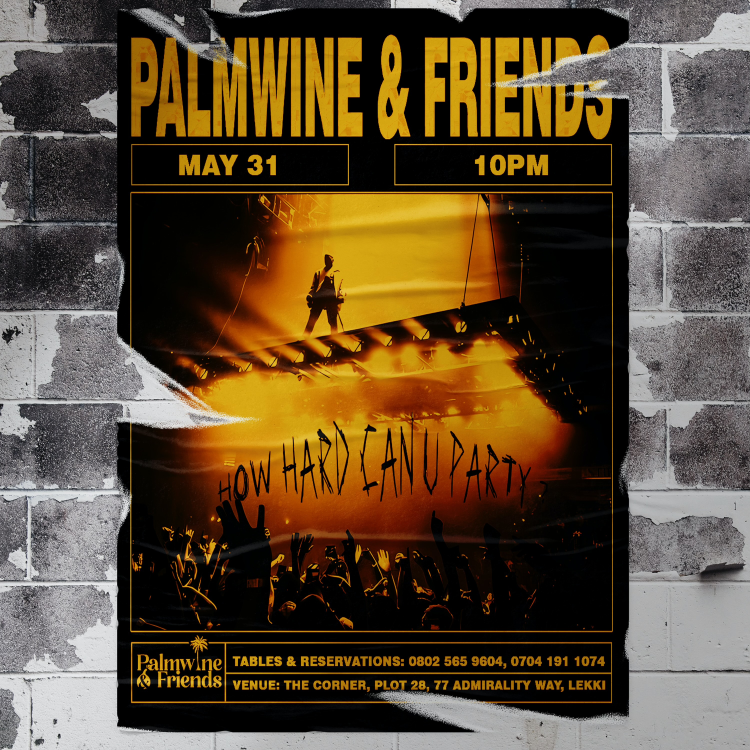 PALMWINE & FRIENDS
MAY 31
10PM
HOW HARD CAN U PARTY?
Palmwine
& Friends
TABLES & RESERVATIONS: 0802 565 9604, 0704 191 1074
VENUE: THE CORNER, PLOT 28, 77 ADMIRALITY WAY, LEKKI